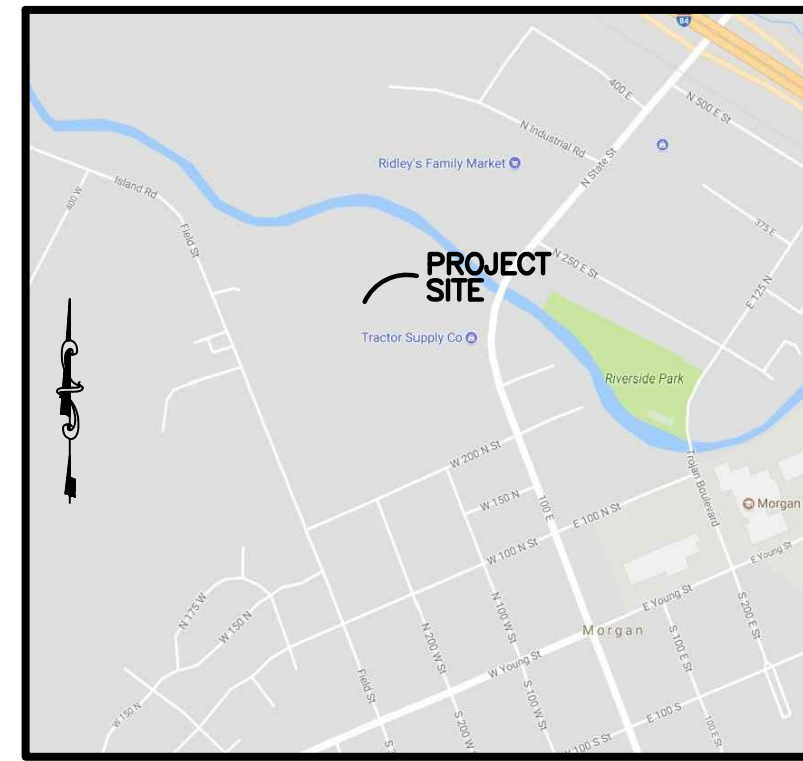 84
400 E
N 500 E St
N Industrial Rd
N State St
Ridley's Family Market
Island Rd
400 W
Field St
375 E
N 250 E St
E 125 N
PROJECT
SITE
Tractor Supply Co
Riverside Park
W 200 N St
Trojan Boulevard
W 150 N
100 E
E 100 N St
Morgan
W 100 N St
E Young St
E Young St
N 175 W
W 150 N
N 100 W St
N 200 W St
Morgan
S 200 E St
S 100 E St
W Young St
Field St
S 100 W St
W 150 N
S 200 W
E 100 S
100 E St
100 S St